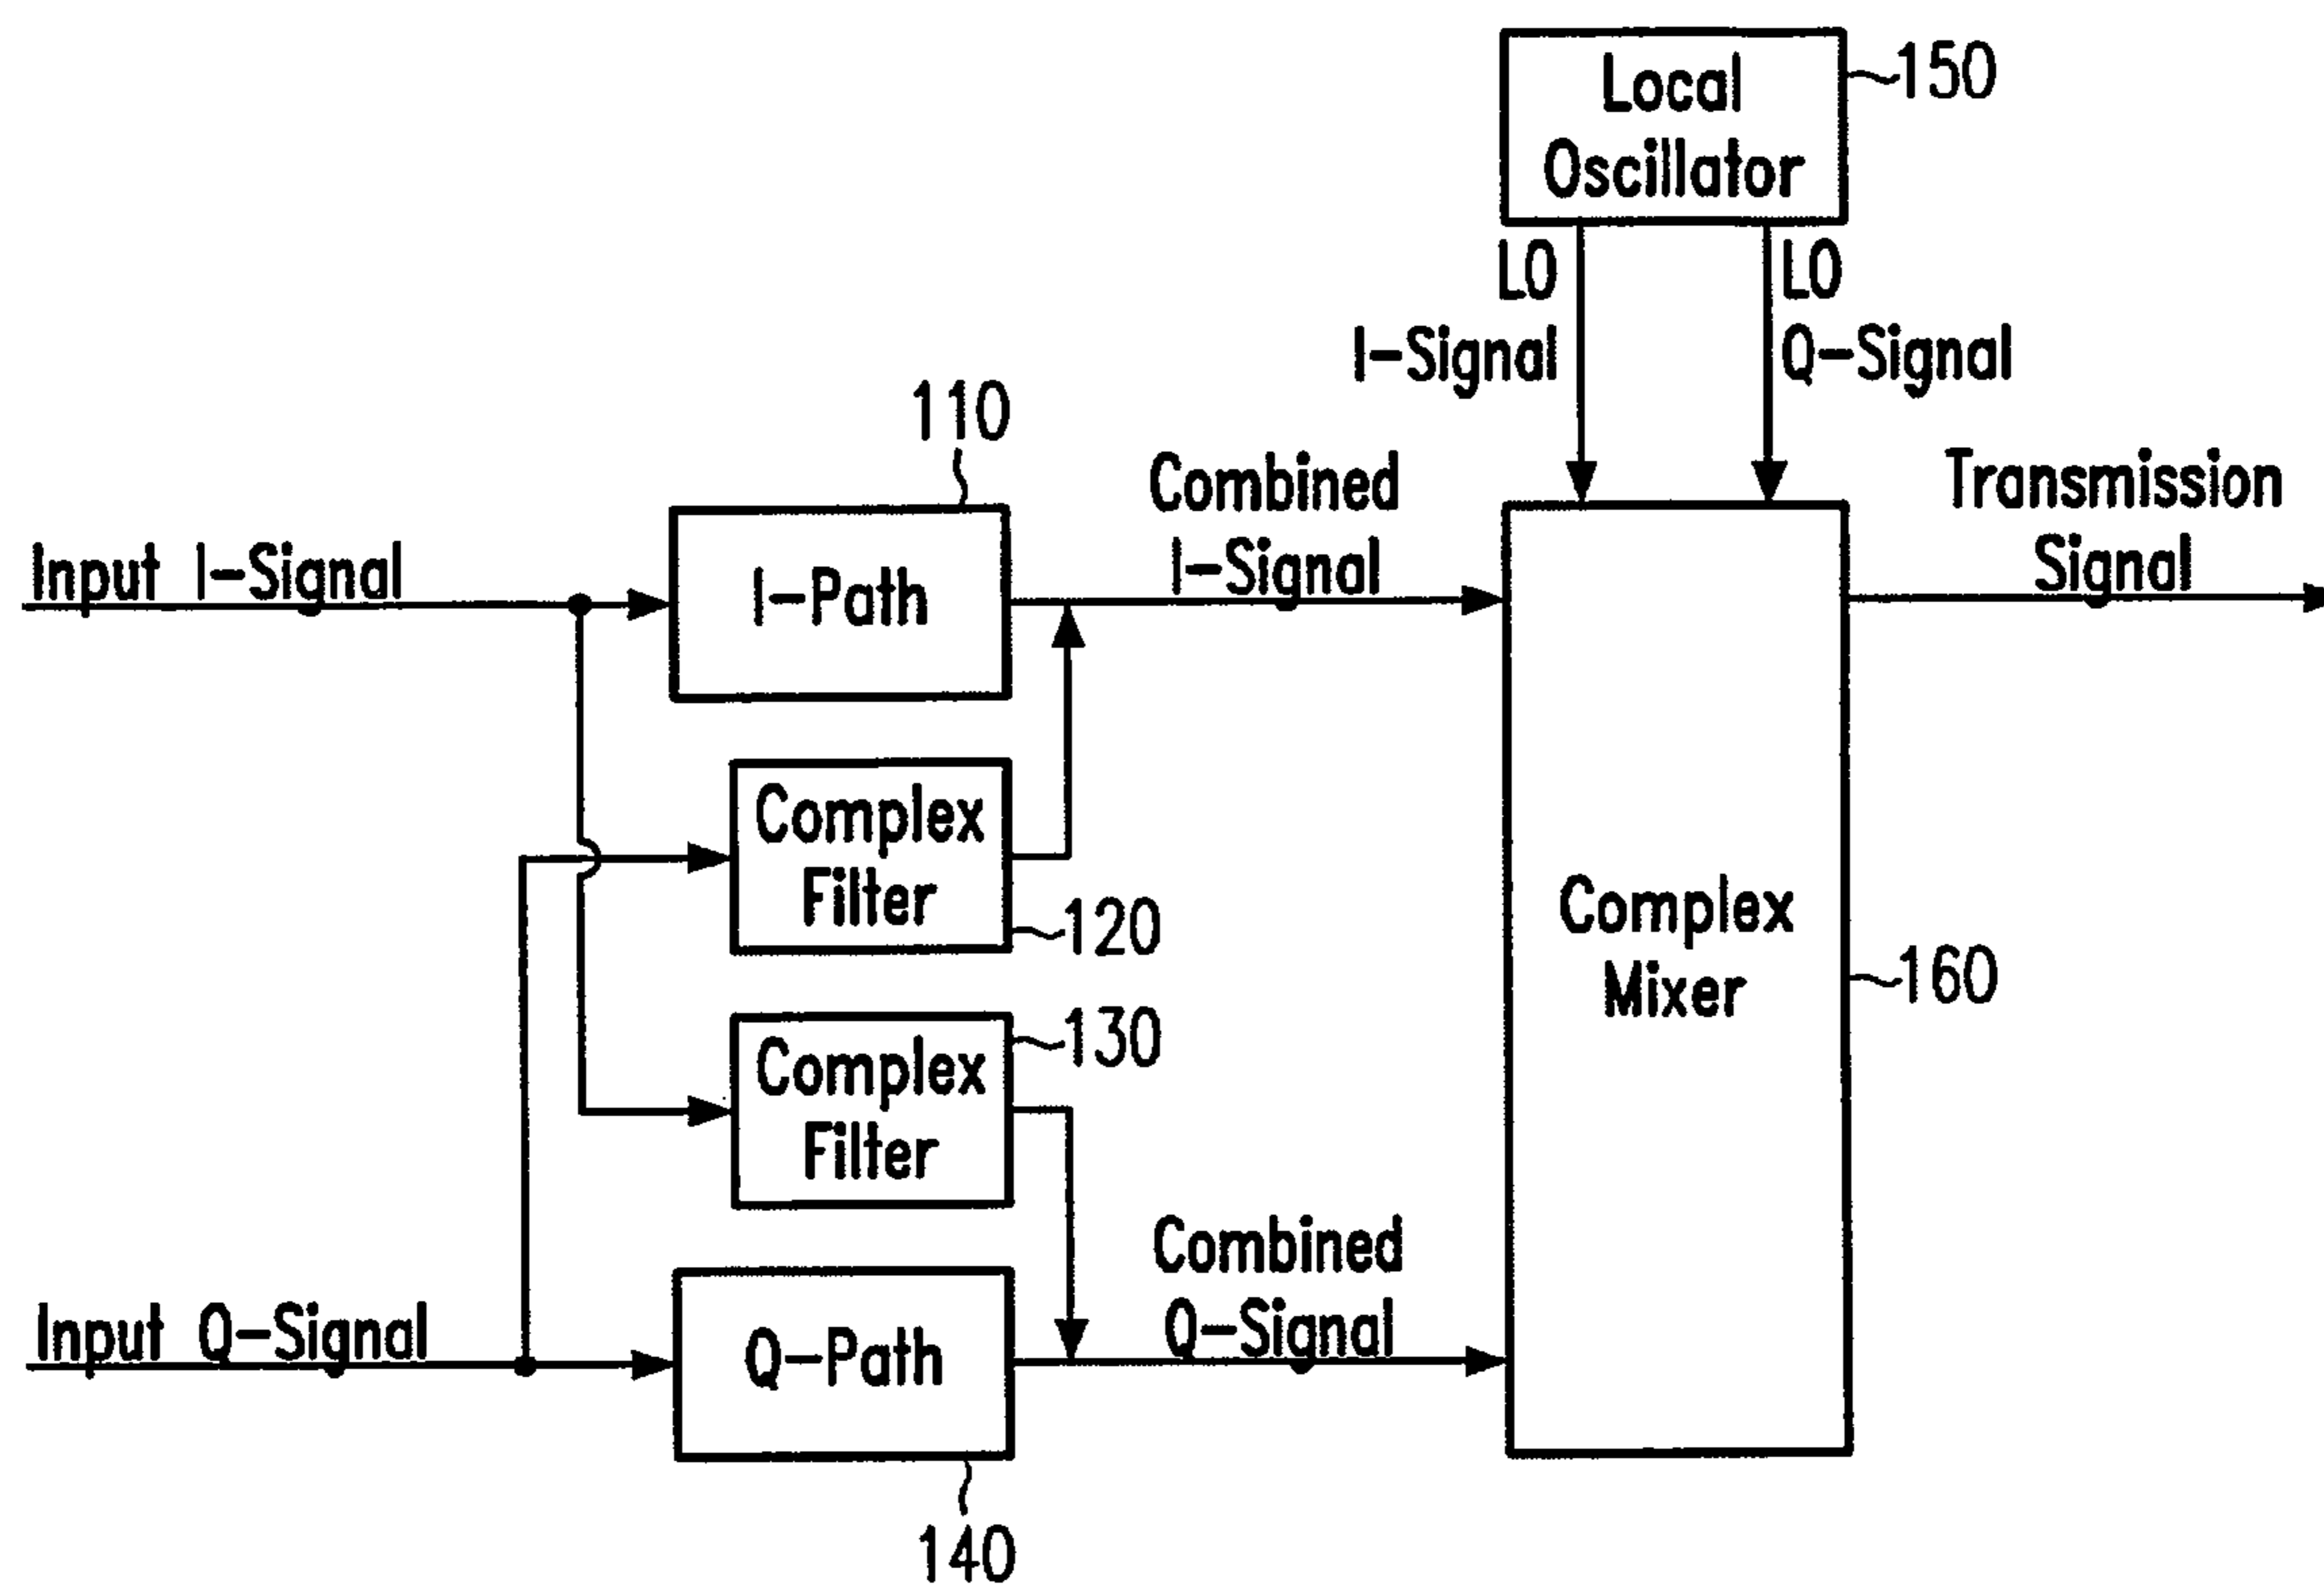 Local
Oscillator
150
LO
I-Signal
LO
Q-Signal
110
Combined
I-Signal
Transmission
Signal
Input I-Signal
I-Path
Complex
Filter
120
Complex
Mixer
160
130
Complex
Filter
Combined
Q-Signal
Input Q-Signal
Q-Path
140